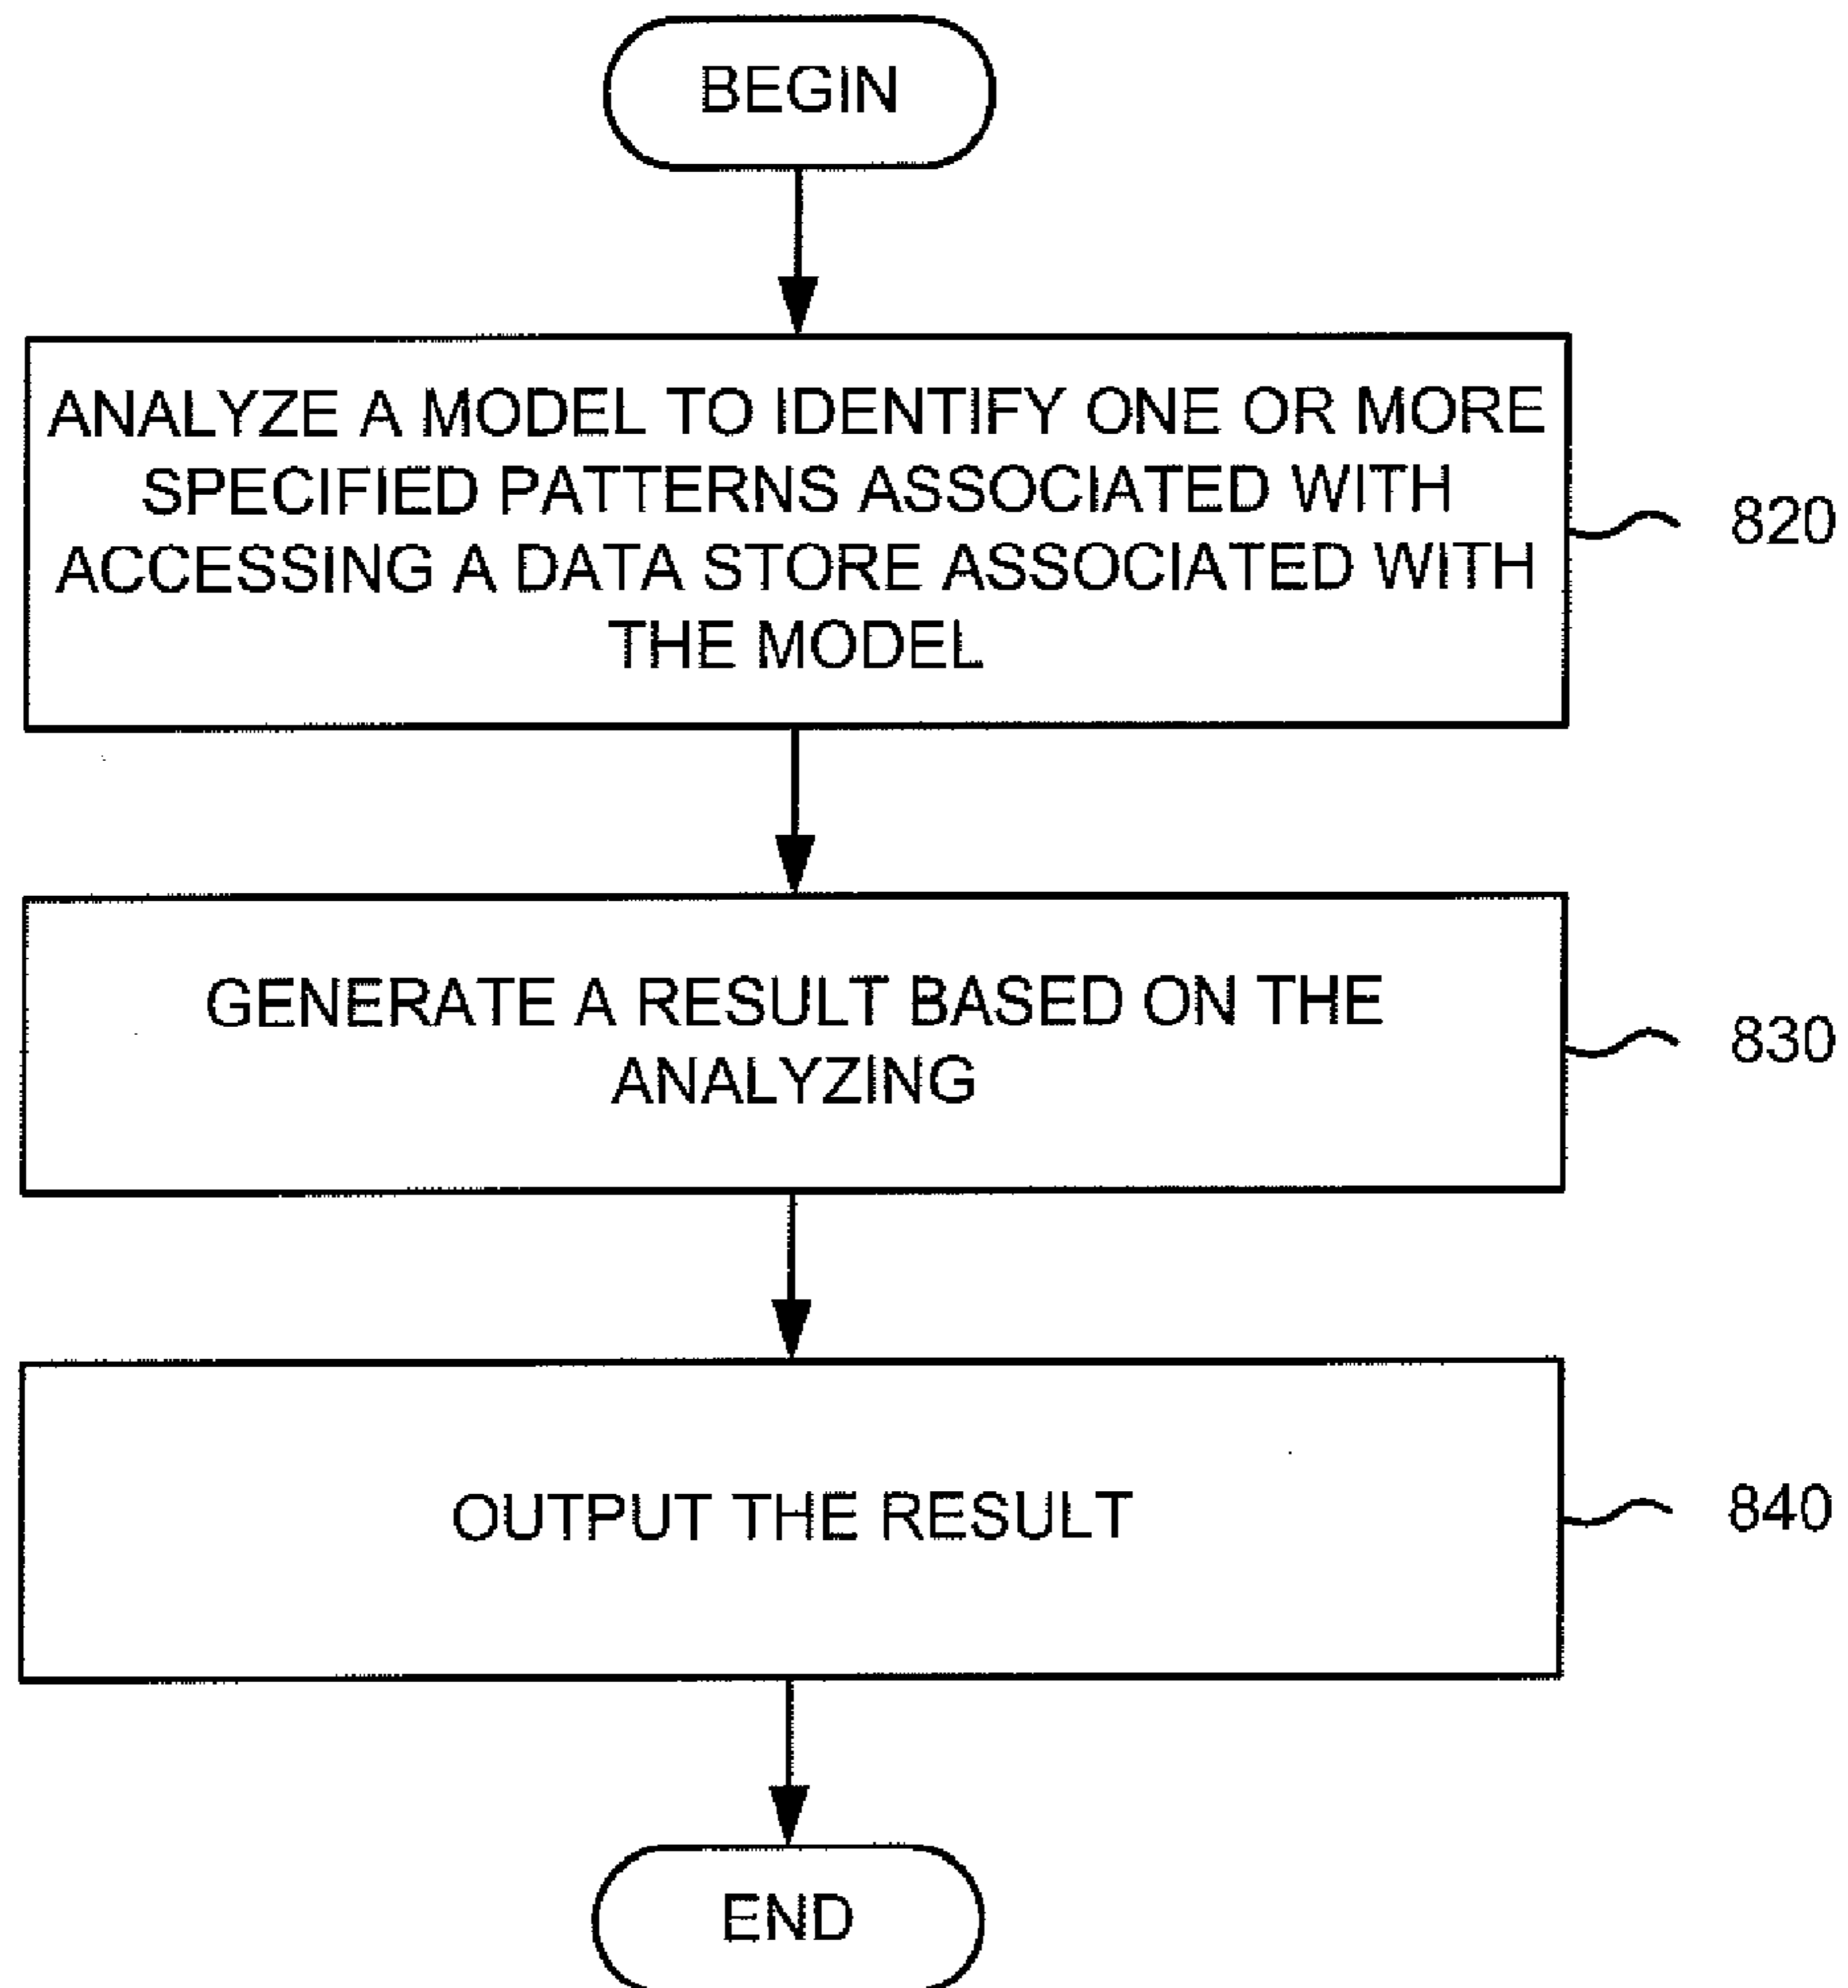 BEGIN
ANALYZE A MODEL TO IDENTIFY ONE OR MORE
SPECIFIED PATTERNS ASSOCIATED WITH
ACCESSING A DATA STORE ASSOCIATED WITH
THE MODEL
820
GENERATE A RESULT BASED ON THE
ANALYZING
830
OUTPUT THE RESULT
840
END